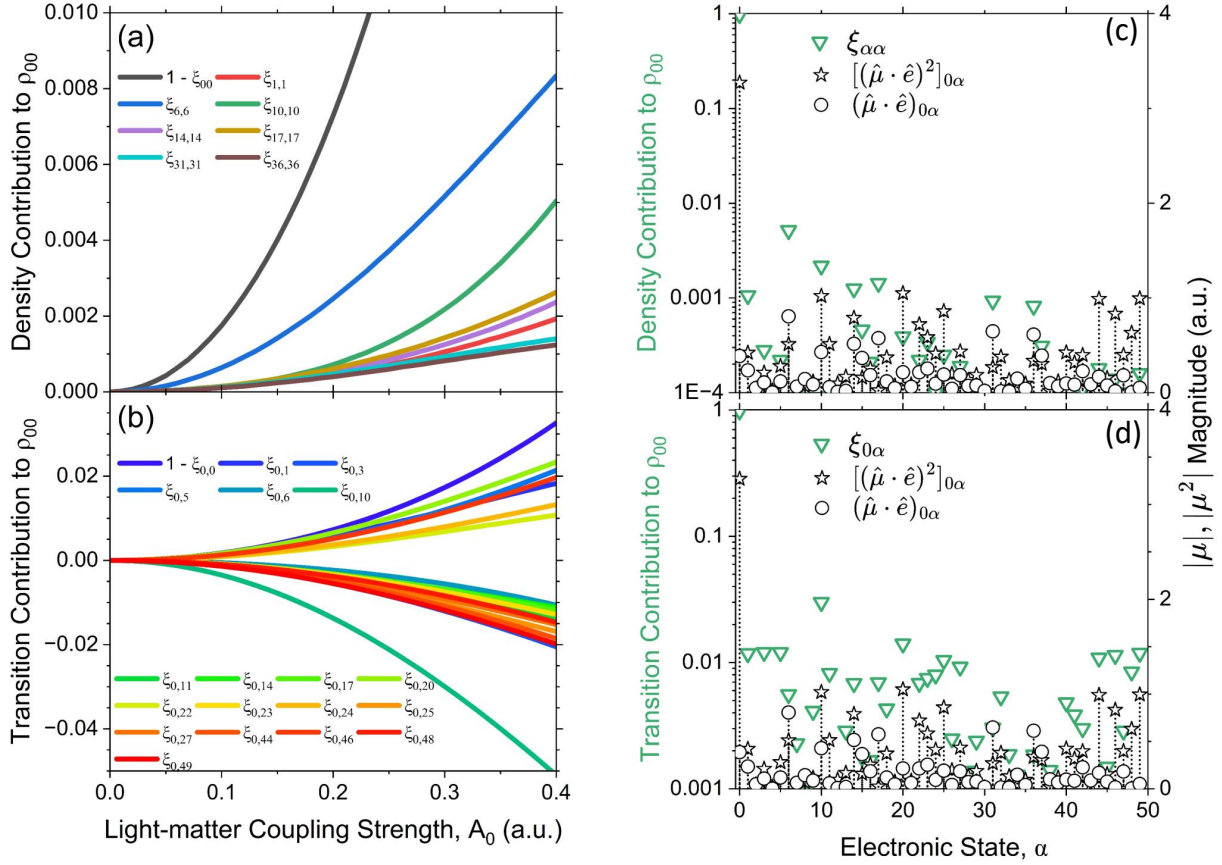 (a)
Density Contribution to ρ₀₀
0.010
0.008
0.006
0.004
0.002
0.000
1 - ξ₀₀
ξ₁,₁
ξ₆,₆
ξ₁₀,₁₀
ξ₁₄,₁₄
ξ₁₇,₁₇
ξ₃₁,₃₁
ξ₃₆,₃₆
(b)
Transition Contribution to ρ₀₀
0.02
0.00
−0.02
−0.04
1 - ξ₀,₀
ξ₀,₁
ξ₀,₃
ξ₀,₅
ξ₀,₆
ξ₀,₁₀
ξ₀,₁₁
ξ₀,₁₄
ξ₀,₁₇
ξ₀,₂₀
ξ₀,₂₂
ξ₀,₂₃
ξ₀,₂₄
ξ₀,₂₅
ξ₀,₂₇
ξ₀,₄₄
ξ₀,₄₆
ξ₀,₄₈
ξ₀,₄₉
0.0 0.1 0.2 0.3 0.4
Light-matter Coupling Strength, A₀ (a.u.)
(c)
Density Contribution to ρ₀₀
1
0.1
0.01
0.001
1E−4
ξ_αα
[(μ̂ · ê)²]₀α
(μ̂ · ê)₀α
4
2
0
(d)
Transition Contribution to ρ₀₀
1
0.1
0.01
0.001
ξ₀α
[(μ̂ · ê)²]₀α
(μ̂ · ê)₀α
4
2
0
|μ|, |μ²| Magnitude (a.u.)
0 10 20 30 40 50
Electronic State, α